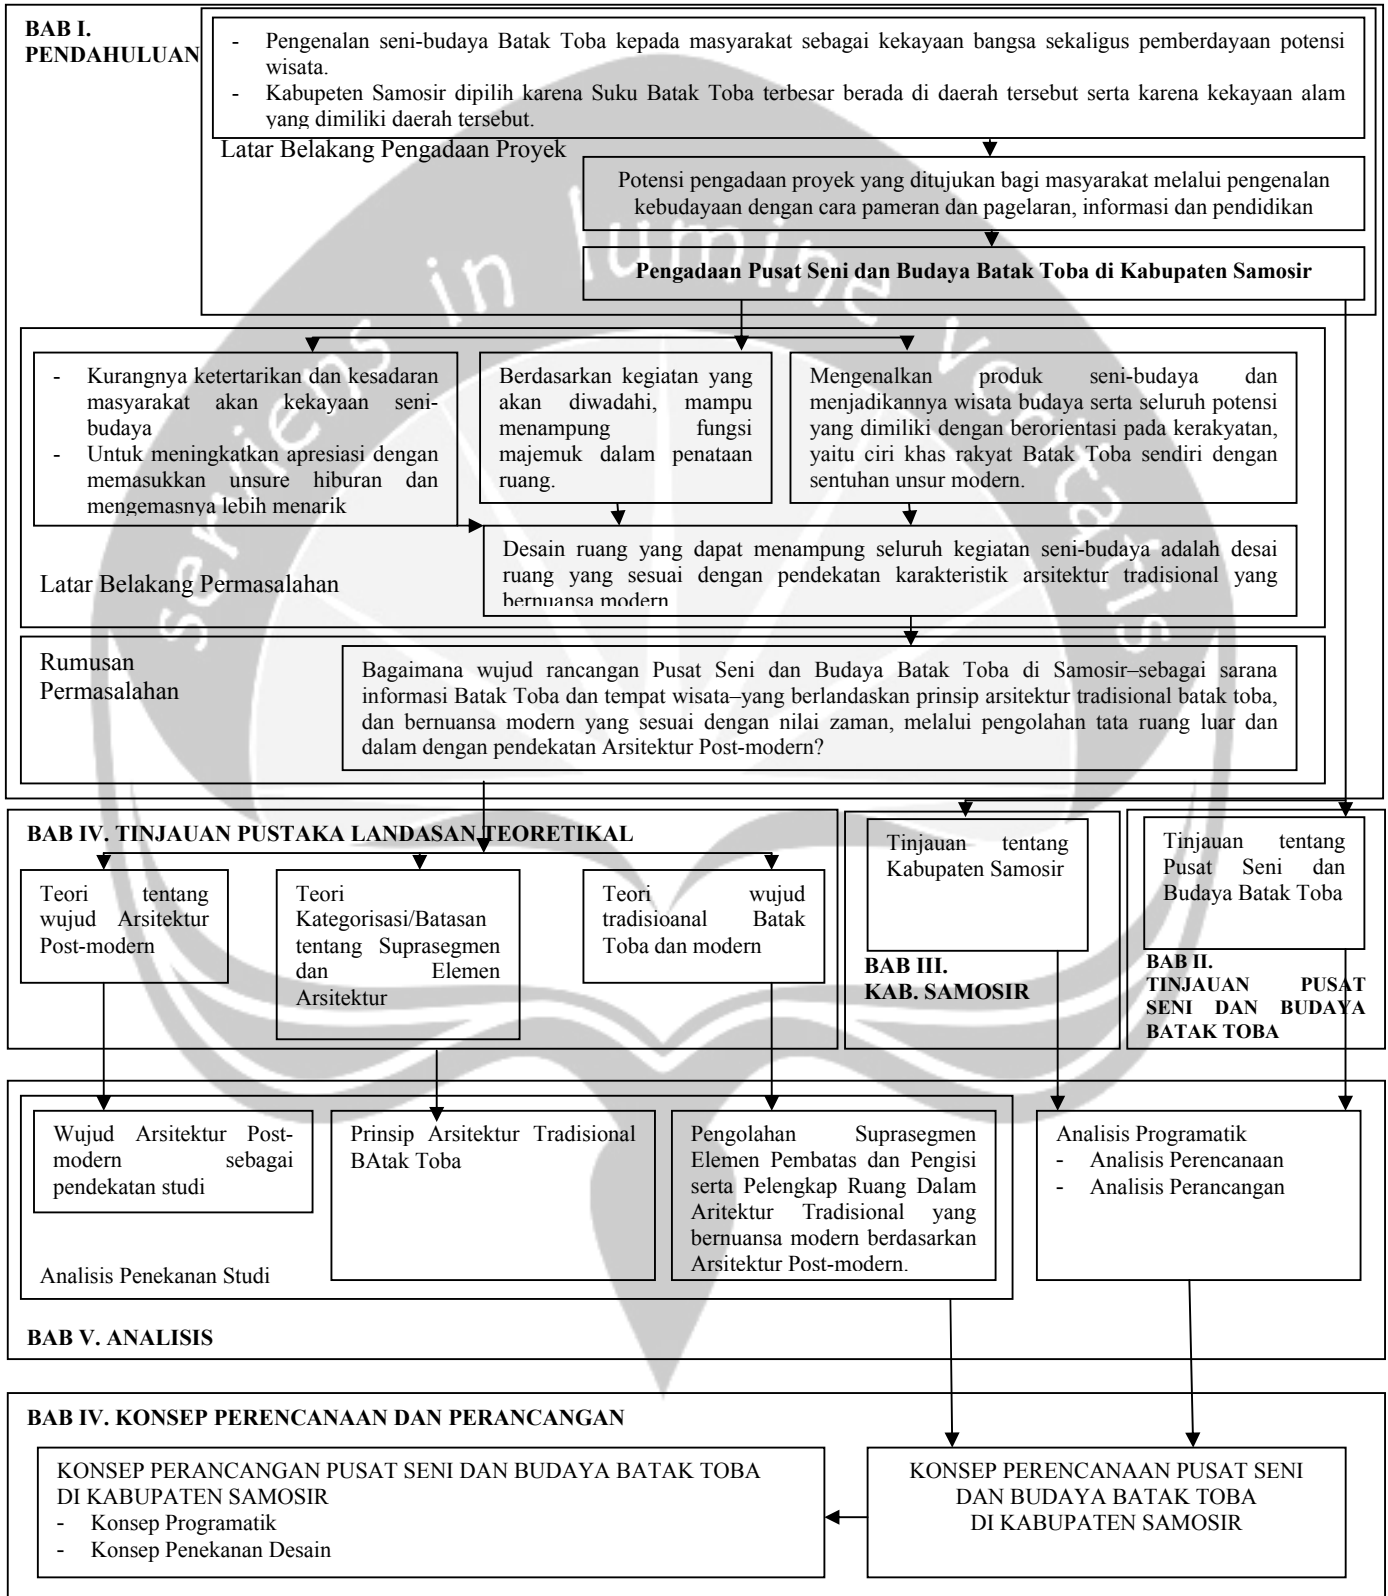 BAB I.
PENDAHULUAN
- Pengenalan seni-budaya Batak Toba kepada masyarakat sebagai kekayaan bangsa sekaligus pemberdayaan potensi
wisata.
- Kabupeten Samosir dipilih karena Suku Batak Toba terbesar berada di daerah tersebut serta karena kekayaan alam
yang dimiliki daerah tersebut.
Latar Belakang Pengadaan Proyek
Potensi pengadaan proyek yang ditujukan bagi masyarakat melalui pengenalan
kebudayaan dengan cara pameran dan pagelaran, informasi dan pendidikan
Pengadaan Pusat Seni dan Budaya Batak Toba di Kabupaten Samosir
- Kurangnya ketertarikan dan kesadaran
masyarakat akan kekayaan seni-
budaya
- Untuk meningkatkan apresiasi dengan
memasukkan unsure hiburan dan
mengemasnya lebih menarik
Berdasarkan kegiatan yang
akan diwadahi, mampu
menampung fungsi
majemuk dalam penataan
ruang.
Mengenalkan produk seni-budaya dan
menjadikannya wisata budaya serta seluruh potensi
yang dimiliki dengan berorientasi pada kerakyatan,
yaitu ciri khas rakyat Batak Toba sendiri dengan
sentuhan unsur modern.
Desain ruang yang dapat menampung seluruh kegiatan seni-budaya adalah desai
ruang yang sesuai dengan pendekatan karakteristik arsitektur tradisional yang
bernuansa modern
Latar Belakang Permasalahan
Rumusan
Permasalahan
Bagaimana wujud rancangan Pusat Seni dan Budaya Batak Toba di Samosir–sebagai sarana
informasi Batak Toba dan tempat wisata–yang berlandaskan prinsip arsitektur tradisional batak toba,
dan bernuansa modern yang sesuai dengan nilai zaman, melalui pengolahan tata ruang luar dan
dalam dengan pendekatan Arsitektur Post-modern?
BAB IV. TINJAUAN PUSTAKA LANDASAN TEORETIKAL
Teori tentang
wujud Arsitektur
Post-modern
Teori
Kategorisasi/Batasan
tentang Suprasegmen
dan Elemen
Arsitektur
Teori wujud
tradisioanal Batak
Toba dan modern
Tinjauan tentang
Kabupaten Samosir
BAB III.
KAB. SAMOSIR
Tinjauan tentang
Pusat Seni dan
Budaya Batak Toba
BAB II.
TINJAUAN PUSAT
SENI DAN BUDAYA
BATAK TOBA
Wujud Arsitektur Post-
modern sebagai
pendekatan studi
Prinsip Arsitektur Tradisional
BAtak Toba
Pengolahan Suprasegmen
Elemen Pembatas dan Pengisi
serta Pelengkap Ruang Dalam
Aritektur Tradisional yang
bernuansa modern berdasarkan
Arsitektur Post-modern.
Analisis Programatik
- Analisis Perencanaan
- Analisis Perancangan
Analisis Penekanan Studi
BAB V. ANALISIS
BAB IV. KONSEP PERENCANAAN DAN PERANCANGAN
KONSEP PERANCANGAN PUSAT SENI DAN BUDAYA BATAK TOBA
DI KABUPATEN SAMOSIR
- Konsep Programatik
- Konsep Penekanan Desain
KONSEP PERENCANAAN PUSAT SENI
DAN BUDAYA BATAK TOBA
DI KABUPATEN SAMOSIR
serviens in lumine veritatis